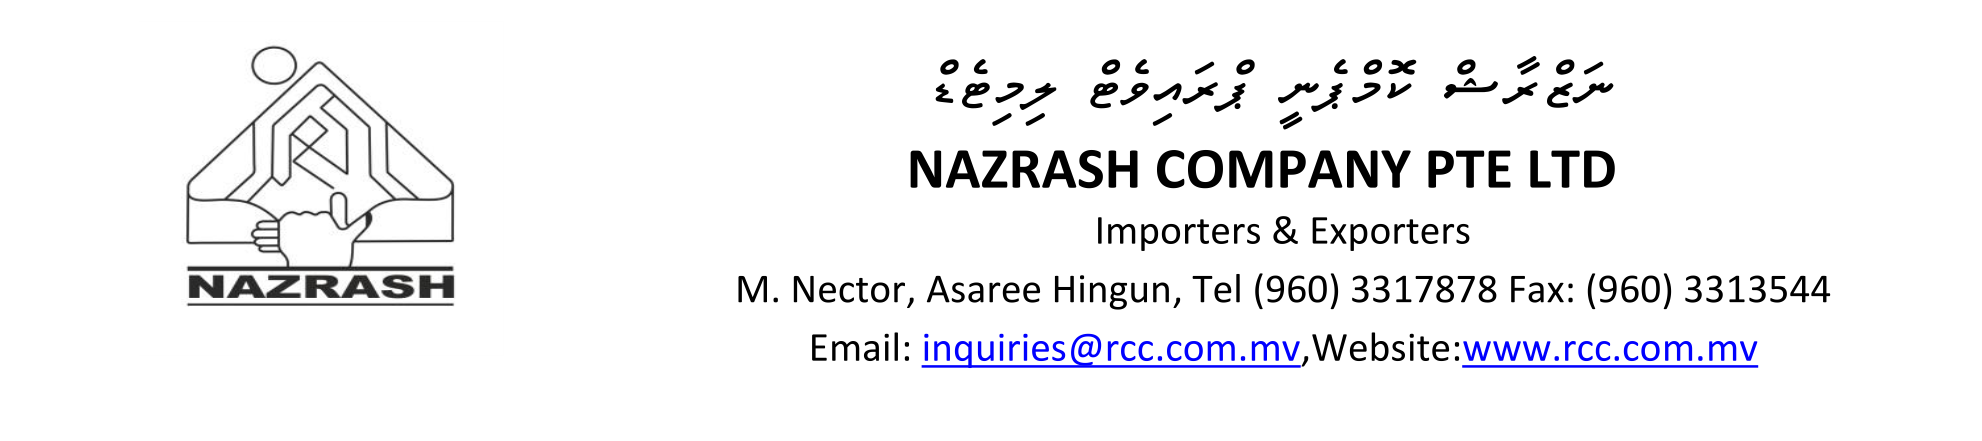 ނަޒްރާޝް ކޮމްޕެނީ ޕްރައިވެޓް ލިމިޓެޑް
NAZRASH COMPANY PTE LTD
Importers & Exporters
M. Nector, Asaree Hingun, Tel (960) 3317878 Fax: (960) 3313544
Email: inquiries@rcc.com.mv,Website:www.rcc.com.mv
NAZRASH